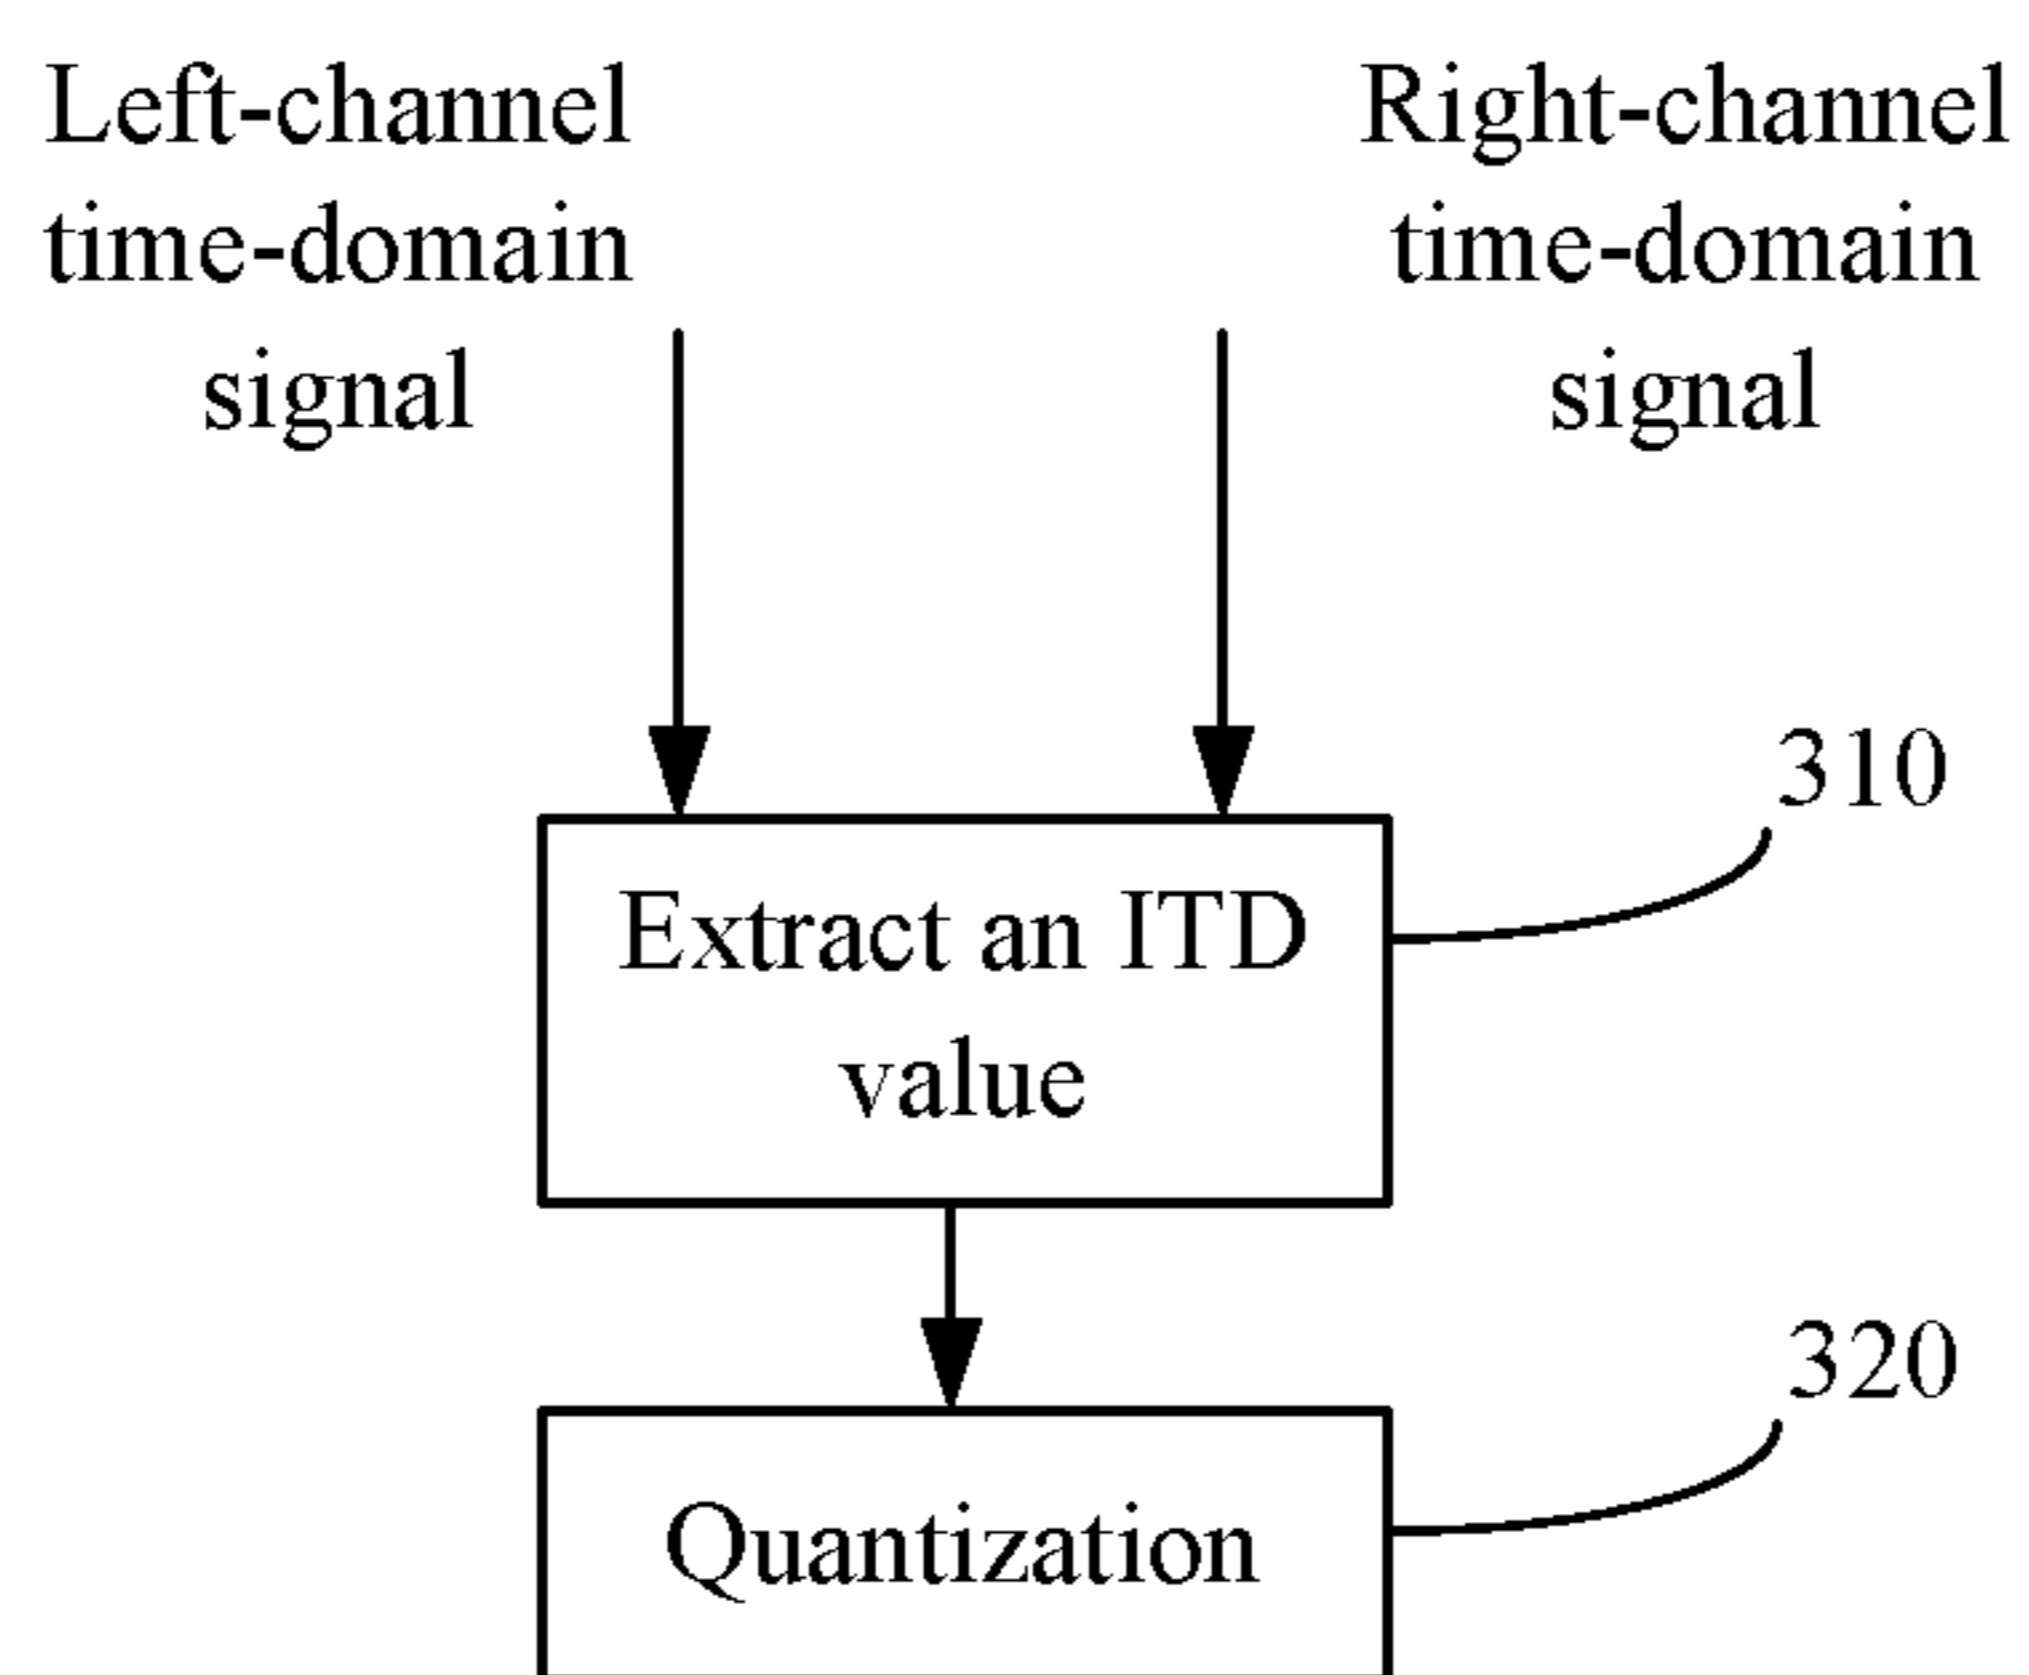 Left-channel
time-domain
signal
Right-channel
time-domain
signal
310
Extract an ITD
value
320
Quantization